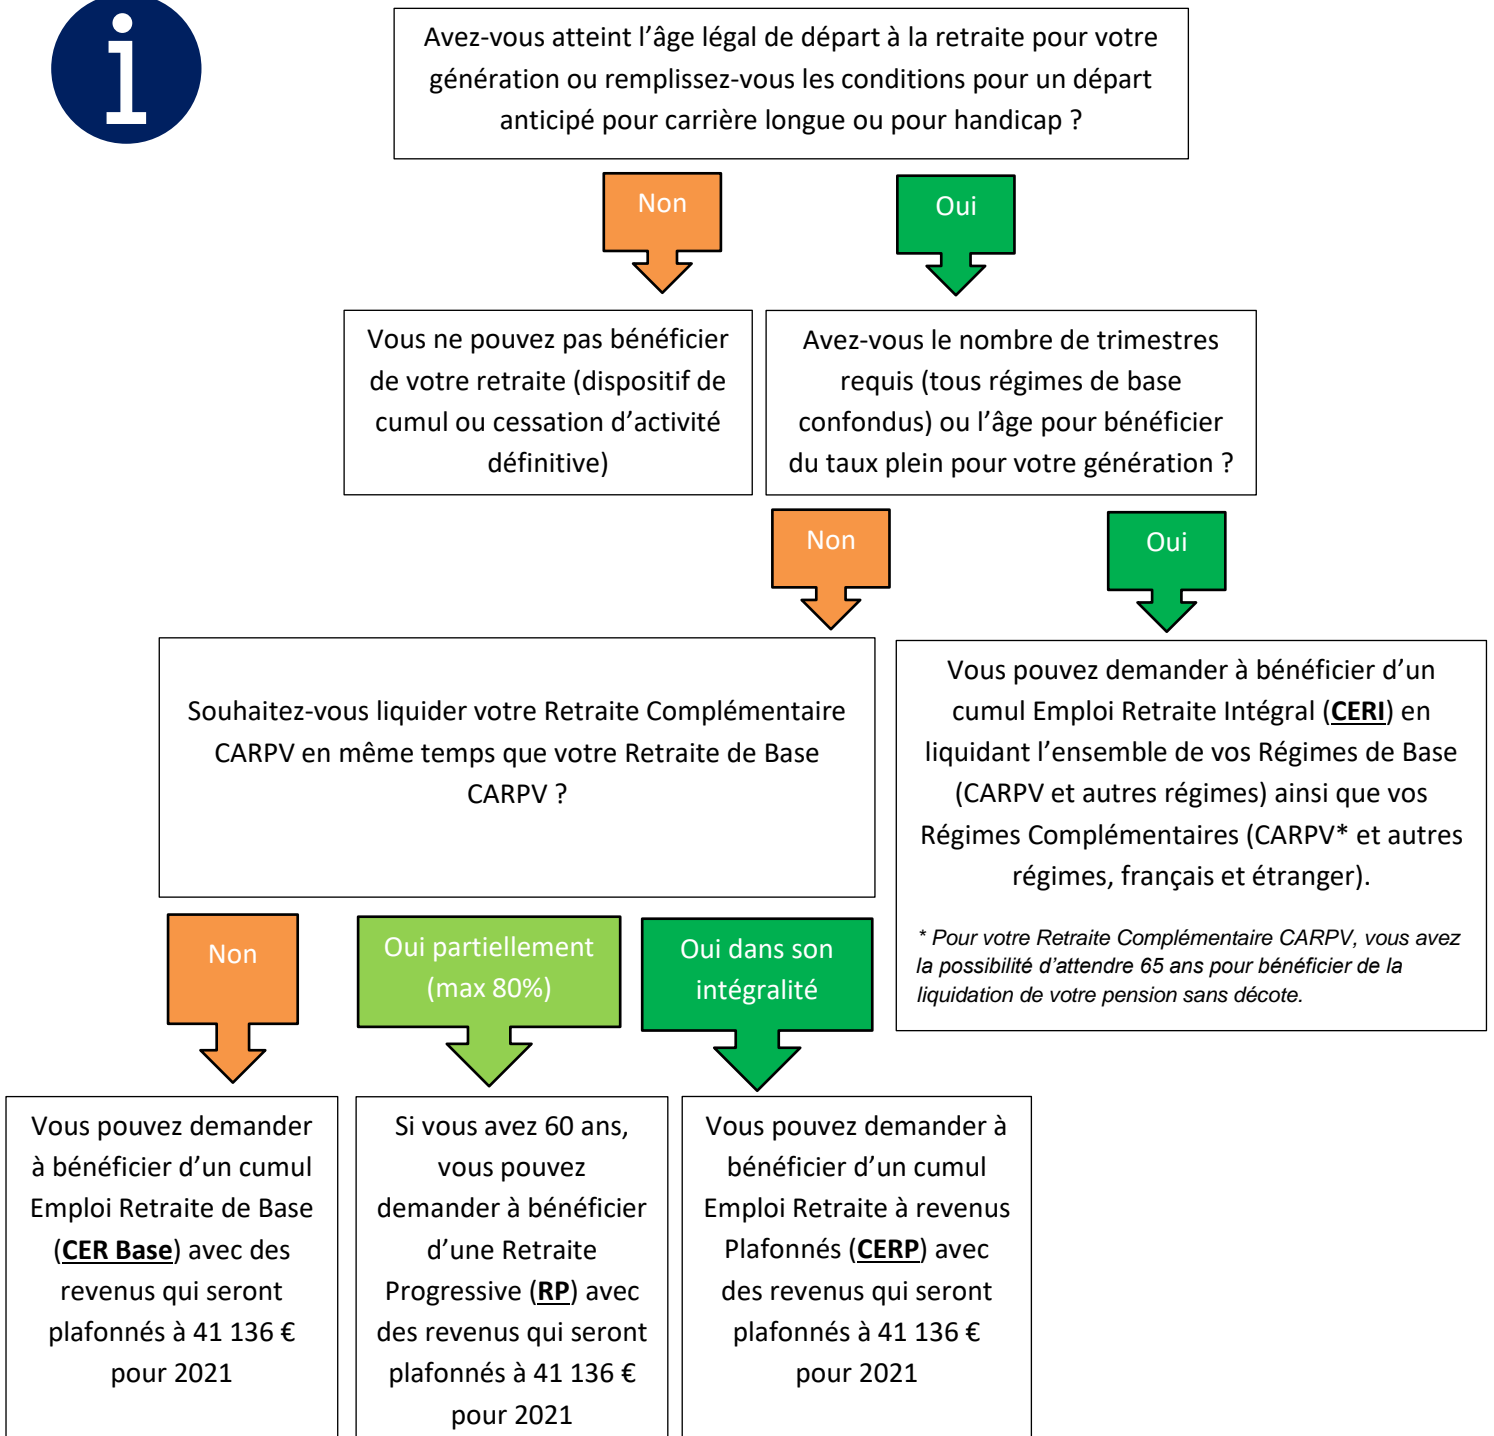 i
Avez-vous atteint l’âge légal de départ à la retraite pour votre
génération ou remplissez-vous les conditions pour un départ
anticipé pour carrière longue ou pour handicap ?
Non
Oui
Vous ne pouvez pas bénéficier
de votre retraite (dispositif de
cumul ou cessation d’activité
définitive)
Avez-vous le nombre de trimestres
requis (tous régimes de base
confondus) ou l’âge pour bénéficier
du taux plein pour votre génération ?
Non
Oui
Souhaitez-vous liquider votre Retraite Complémentaire
CARPV en même temps que votre Retraite de Base
CARPV ?
Vous pouvez demander à bénéficier d’un
cumul Emploi Retraite Intégral (CERI) en
liquidant l’ensemble de vos Régimes de Base
(CARPV et autres régimes) ainsi que vos
Régimes Complémentaires (CARPV* et autres
régimes, français et étranger).
* Pour votre Retraite Complémentaire CARPV, vous avez
la possibilité d’attendre 65 ans pour bénéficier de la
liquidation de votre pension sans décote.
Non
Oui partiellement
(max 80%)
Oui dans son
intégralité
Vous pouvez demander
à bénéficier d’un cumul
Emploi Retraite de Base
(CER Base) avec des
revenus qui seront
plafonnés à 41 136 €
pour 2021
Si vous avez 60 ans,
vous pouvez
demander à bénéficier
d’une Retraite
Progressive (RP) avec
des revenus qui seront
plafonnés à 41 136 €
pour 2021
Vous pouvez demander à
bénéficier d’un cumul
Emploi Retraite à revenus
Plafonnés (CERP) avec
des revenus qui seront
plafonnés à 41 136 €
pour 2021